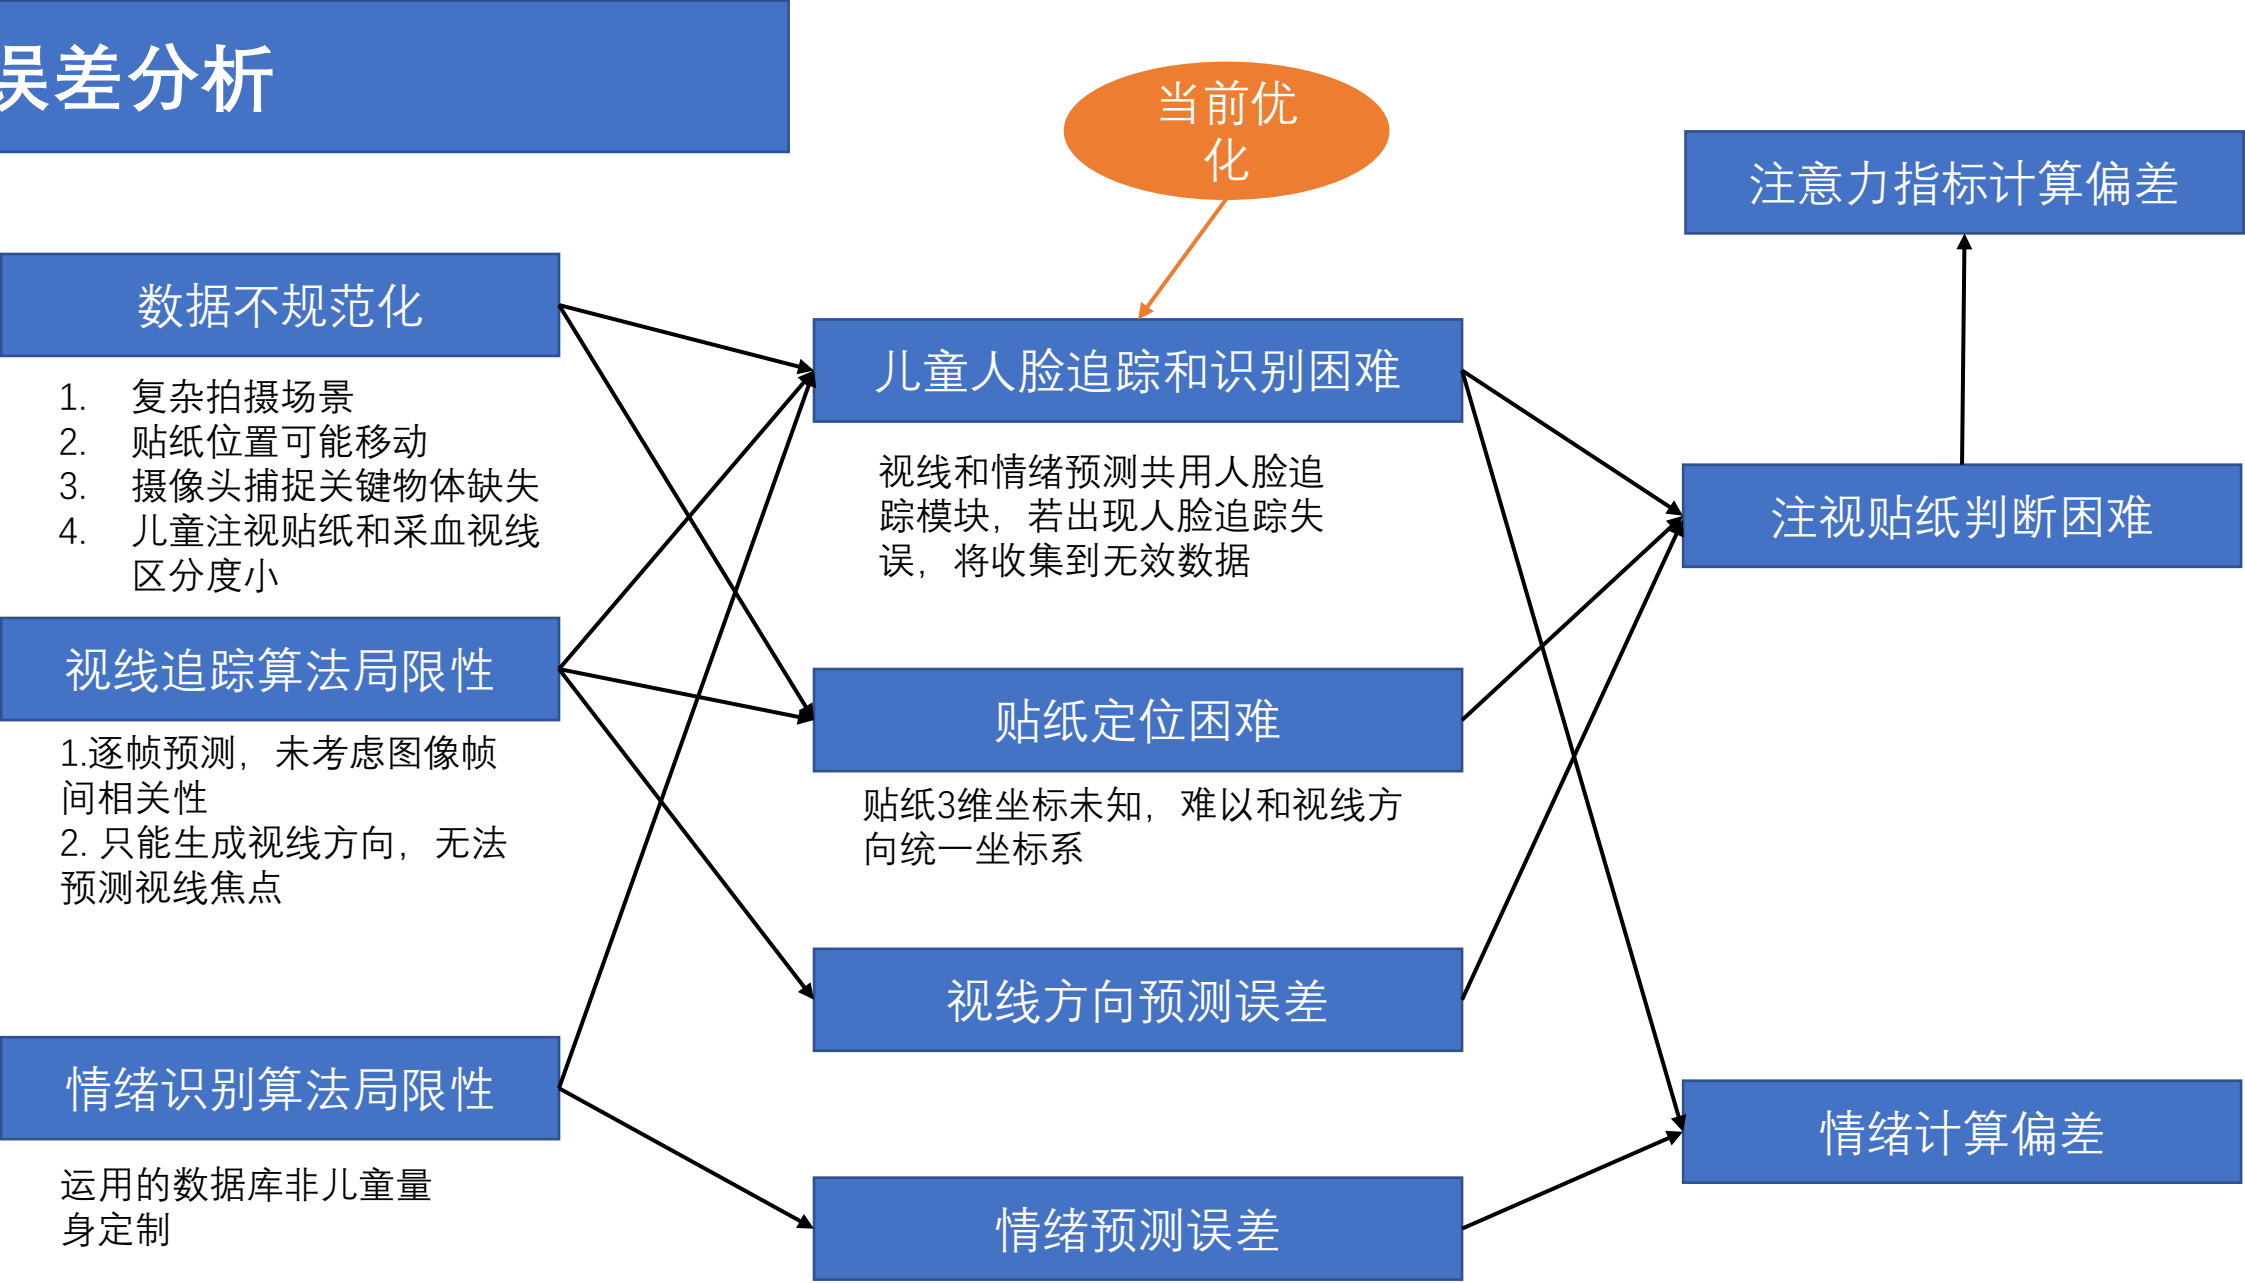 误差分析
当前优
化
注意力指标计算偏差
数据不规范化
1. 复杂拍摄场景
2. 贴纸位置可能移动
3. 摄像头捕捉关键物体缺失
4. 儿童注视贴纸和采血视线
区分度小
儿童人脸追踪和识别困难
视线和情绪预测共用人脸追
踪模块，若出现人脸追踪失
误，将收集到无效数据
注视贴纸判断困难
视线追踪算法局限性
1.逐帧预测，未考虑图像帧
间相关性
2. 只能生成视线方向，无法
预测视线焦点
贴纸定位困难
贴纸3维坐标未知，难以和视线方
向统一坐标系
视线方向预测误差
情绪识别算法局限性
运用的数据库非儿童量
身定制
情绪预测误差
情绪计算偏差